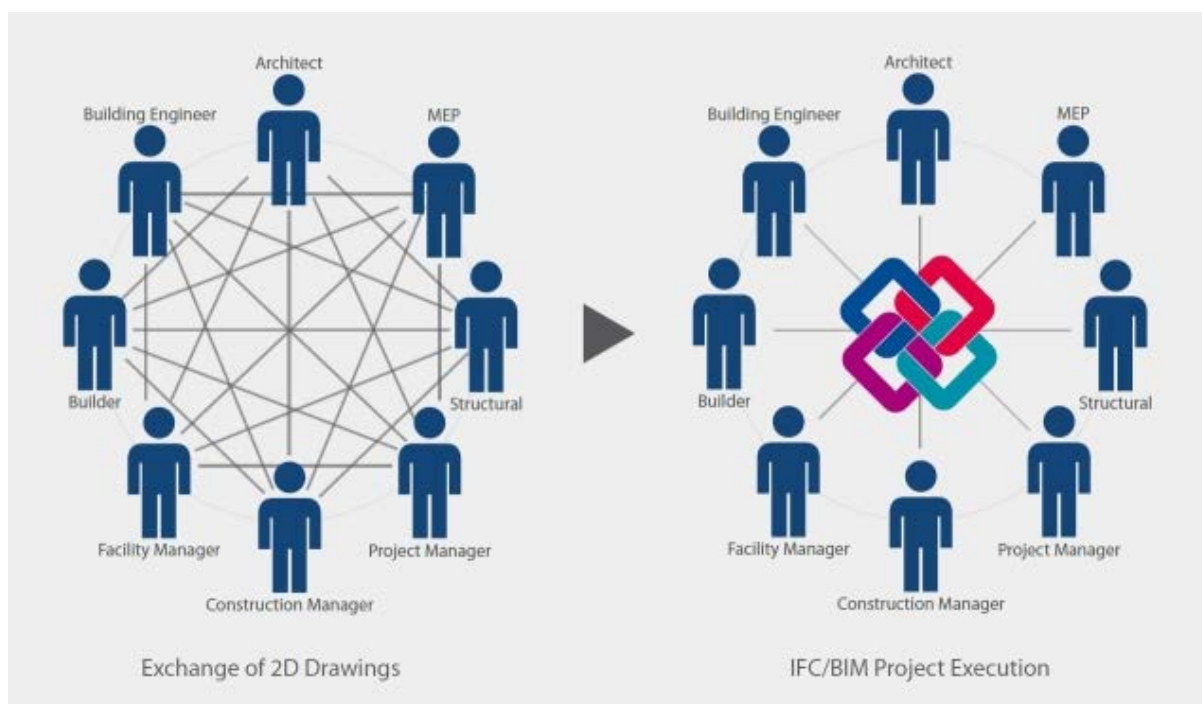 Architect
Building Engineer
MEP
Builder
Structural
Facility Manager
Project Manager
Construction Manager
Exchange of 2D Drawings
Architect
Building Engineer
MEP
Builder
Structural
Facility Manager
Project Manager
Construction Manager
IFC/BIM Project Execution